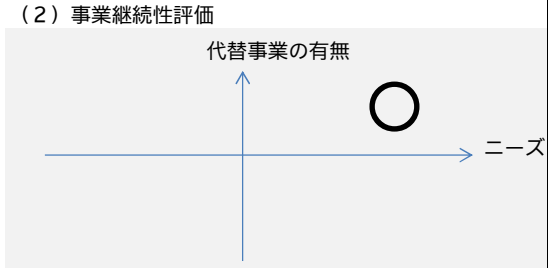 （２）事業継続性評価
代替事業の有無
ニーズ